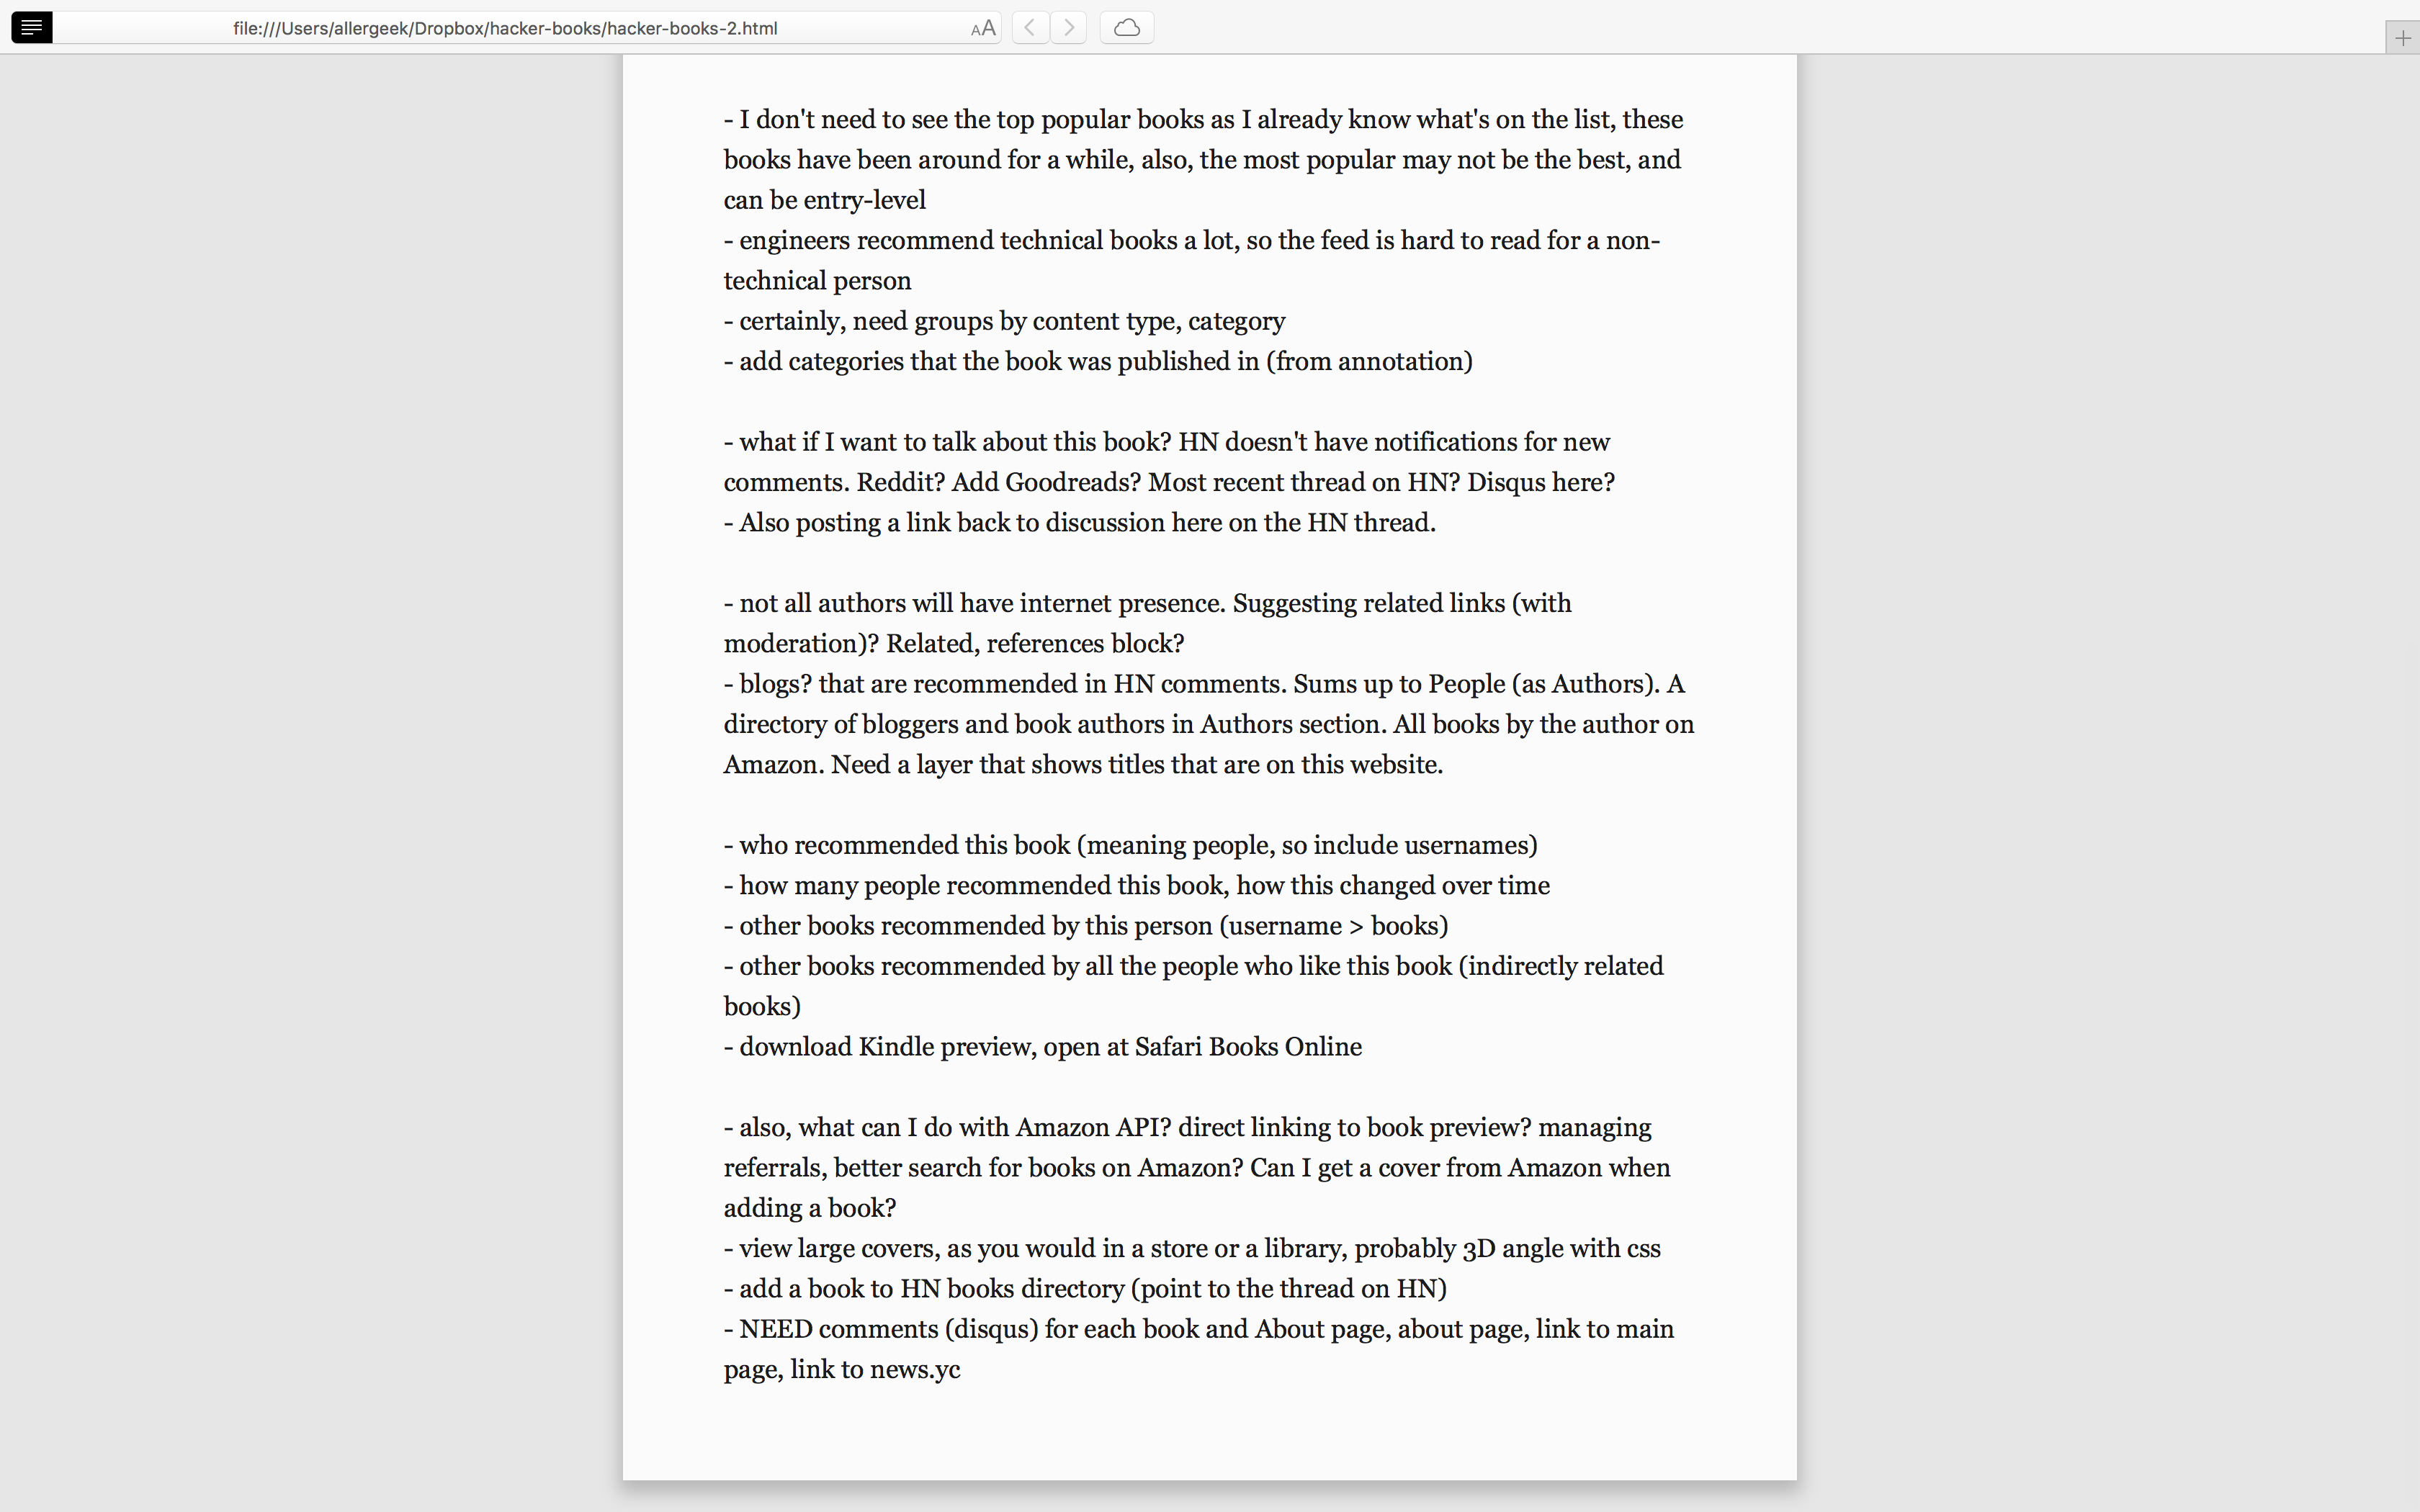 file:///Users/allergeek/Dropbox/hacker-books/hacker-books-2.html
AA
- I don't need to see the top popular books as I already know what's on the list, these
books have been around for a while, also, the most popular may not be the best, and
can be entry-level
- engineers recommend technical books a lot, so the feed is hard to read for a non-
technical person
- certainly, need groups by content type, category
- add categories that the book was published in (from annotation)
- what if I want to talk about this book? HN doesn't have notifications for new
comments. Reddit? Add Goodreads? Most recent thread on HN? Disqus here?
- Also posting a link back to discussion here on the HN thread.
- not all authors will have internet presence. Suggesting related links (with
moderation)? Related, references block?
- blogs? that are recommended in HN comments. Sums up to People (as Authors). A
directory of bloggers and book authors in Authors section. All books by the author on
Amazon. Need a layer that shows titles that are on this website.
- who recommended this book (meaning people, so include usernames)
- how many people recommended this book, how this changed over time
- other books recommended by this person (username > books)
- other books recommended by all the people who like this book (indirectly related
books)
- download Kindle preview, open at Safari Books Online
- also, what can I do with Amazon API? direct linking to book preview? managing
referrals, better search for books on Amazon? Can I get a cover from Amazon when
adding a book?
- view large covers, as you would in a store or a library, probably 3D angle with css
- add a book to HN books directory (point to the thread on HN)
- NEED comments (disqus) for each book and About page, about page, link to main
page, link to news.yc